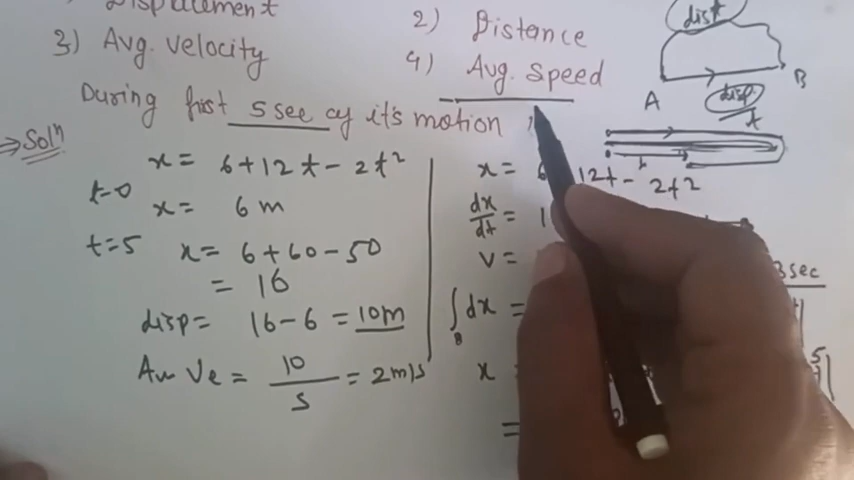 Displacement
2) Distance
3) Avg. Velocity
4) Avg. Speed
During first 5 sec of it's motion
dist
A B
disp
⇒ Solⁿ
x = 6+12t-2t²
t=0
x = 6 m
t=5 x = 6+60-50
= 16
disp = 16-6 = 10m
Av Ve = 10/5 = 2m/s
x = 6 12t - 2t²
dx/dt = 1
v =
3sec
∫dx =
x =
=
5